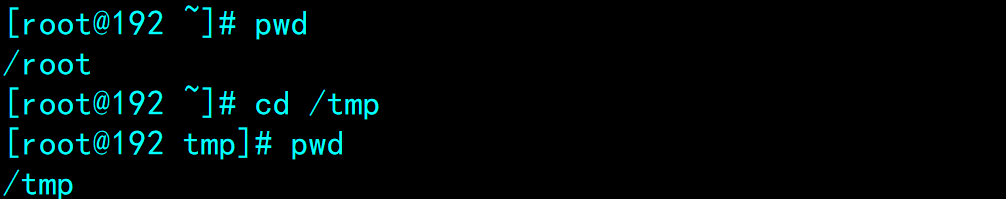 [root@192 ~]# pwd
/root
[root@192 ~]# cd /tmp
[root@192 tmp]# pwd
/tmp